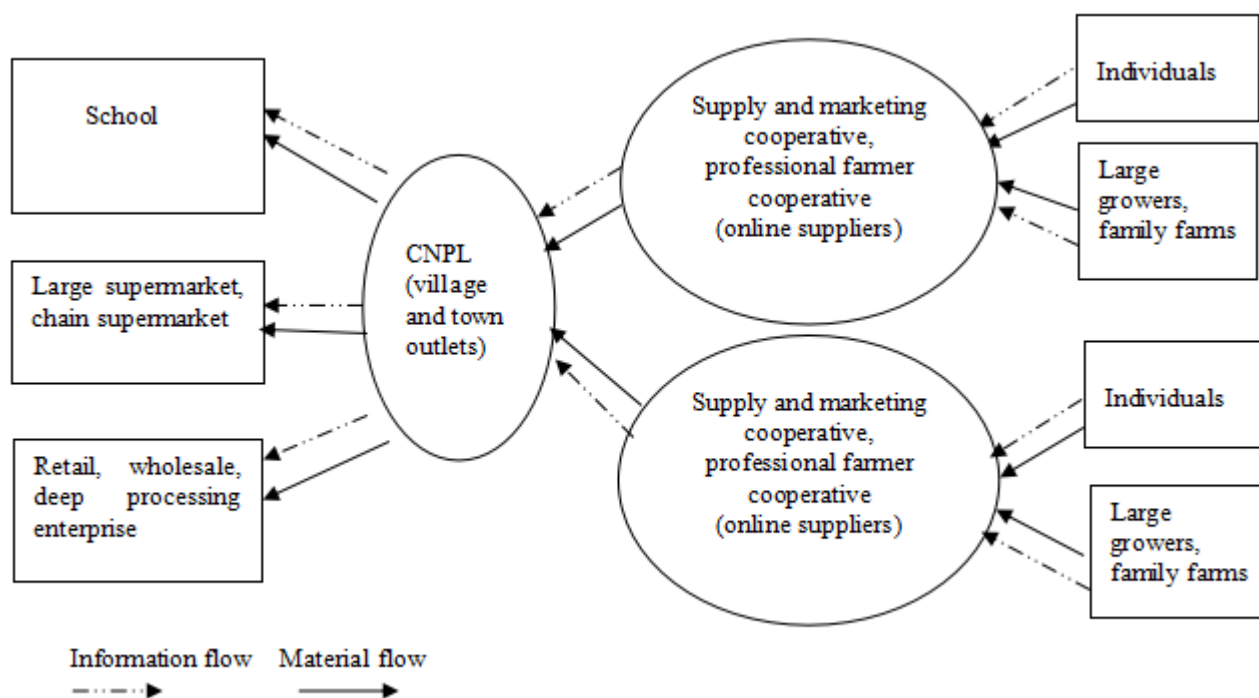 School
Large supermarket,
chain supermarket
Retail, wholesale,
deep processing
enterprise
CNPL
(village
and town
outlets)
Supply and marketing
cooperative,
professional farmer
cooperative
(online suppliers)
Supply and marketing
cooperative,
professional farmer
cooperative
(online suppliers)
Individuals
Large
growers,
family farms
Individuals
Large
growers,
family farms
Information flow
Material flow